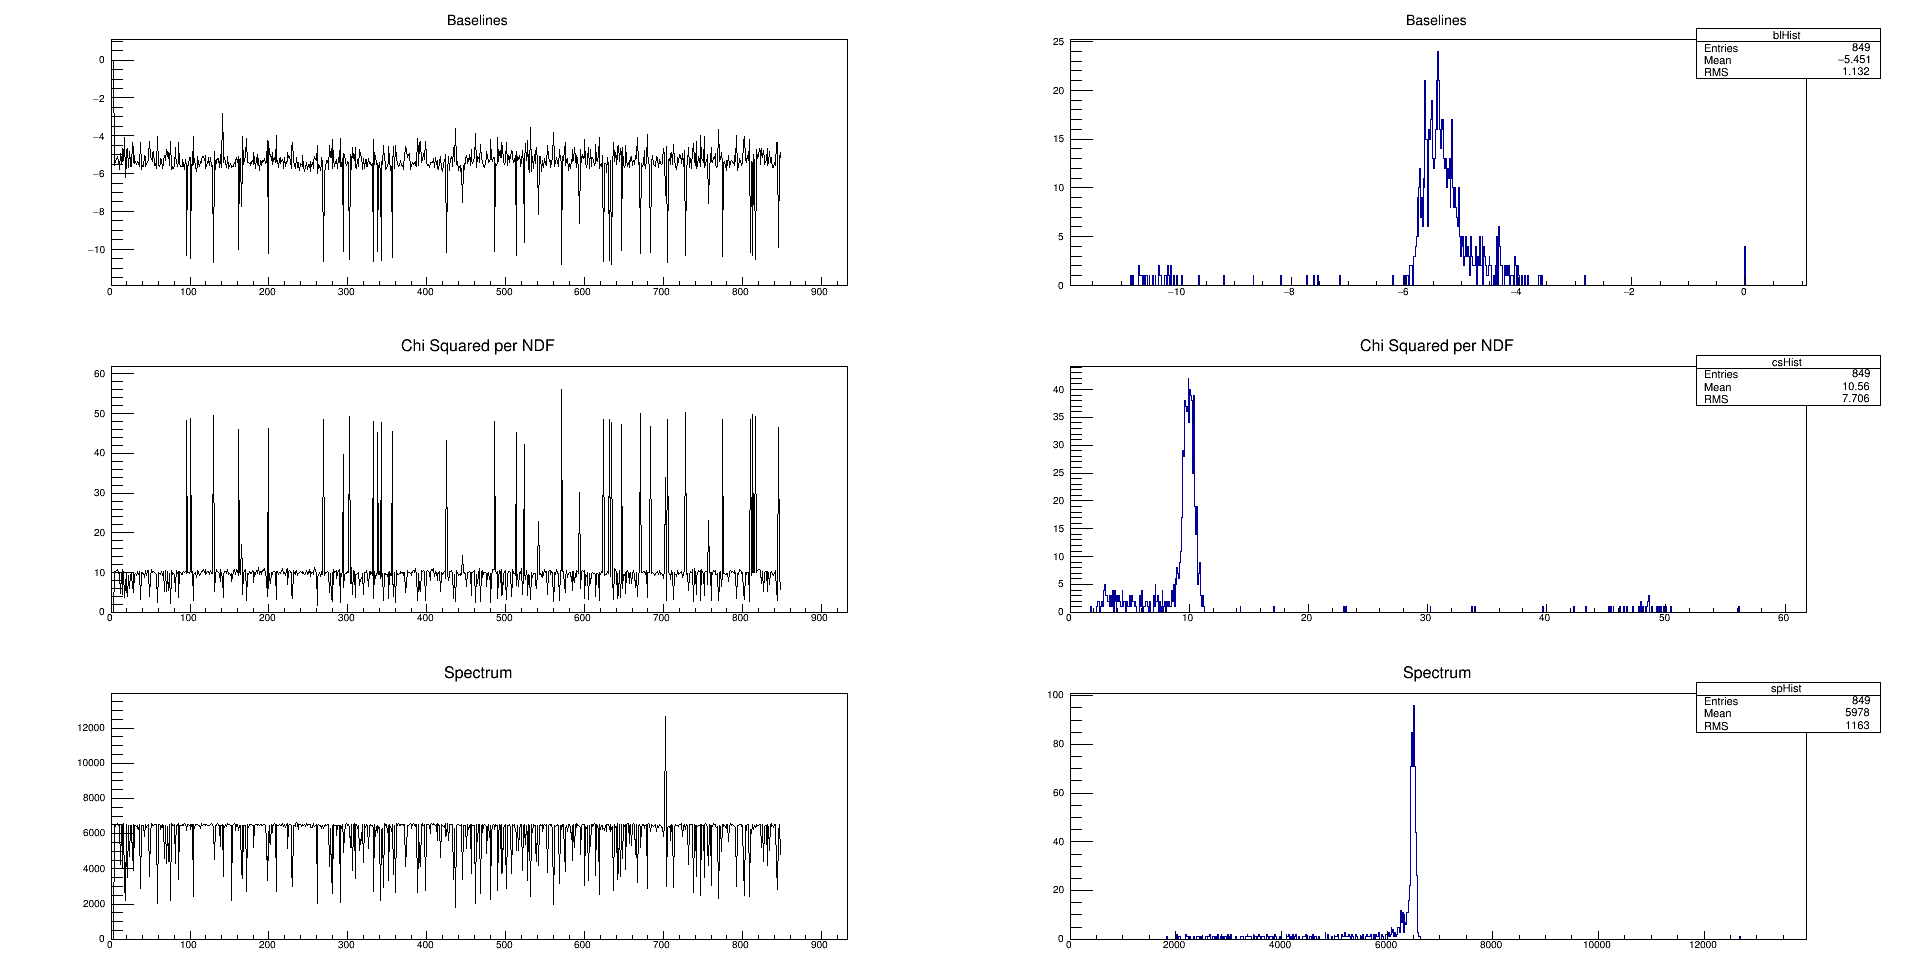 Baselines
0
−2
−4
−6
−8
−10
0 100 200 300 400 500 600 700 800 900
Baselines
blHist
Entries 849
Mean −5.451
RMS 1.132
25
20
15
10
5
0
−10 −8 −6 −4 −2 0
Chi Squared per NDF
60
50
40
30
20
10
0
0 100 200 300 400 500 600 700 800 900
Chi Squared per NDF
csHist
Entries 849
Mean 10.56
RMS 7.706
40
35
30
25
20
15
10
5
0
0 10 20 30 40 50 60
Spectrum
12000
10000
8000
6000
4000
2000
0
0 100 200 300 400 500 600 700 800 900
Spectrum
spHist
Entries 849
Mean 5978
RMS 1163
100
80
60
40
20
0
0 2000 4000 6000 8000 10000 12000